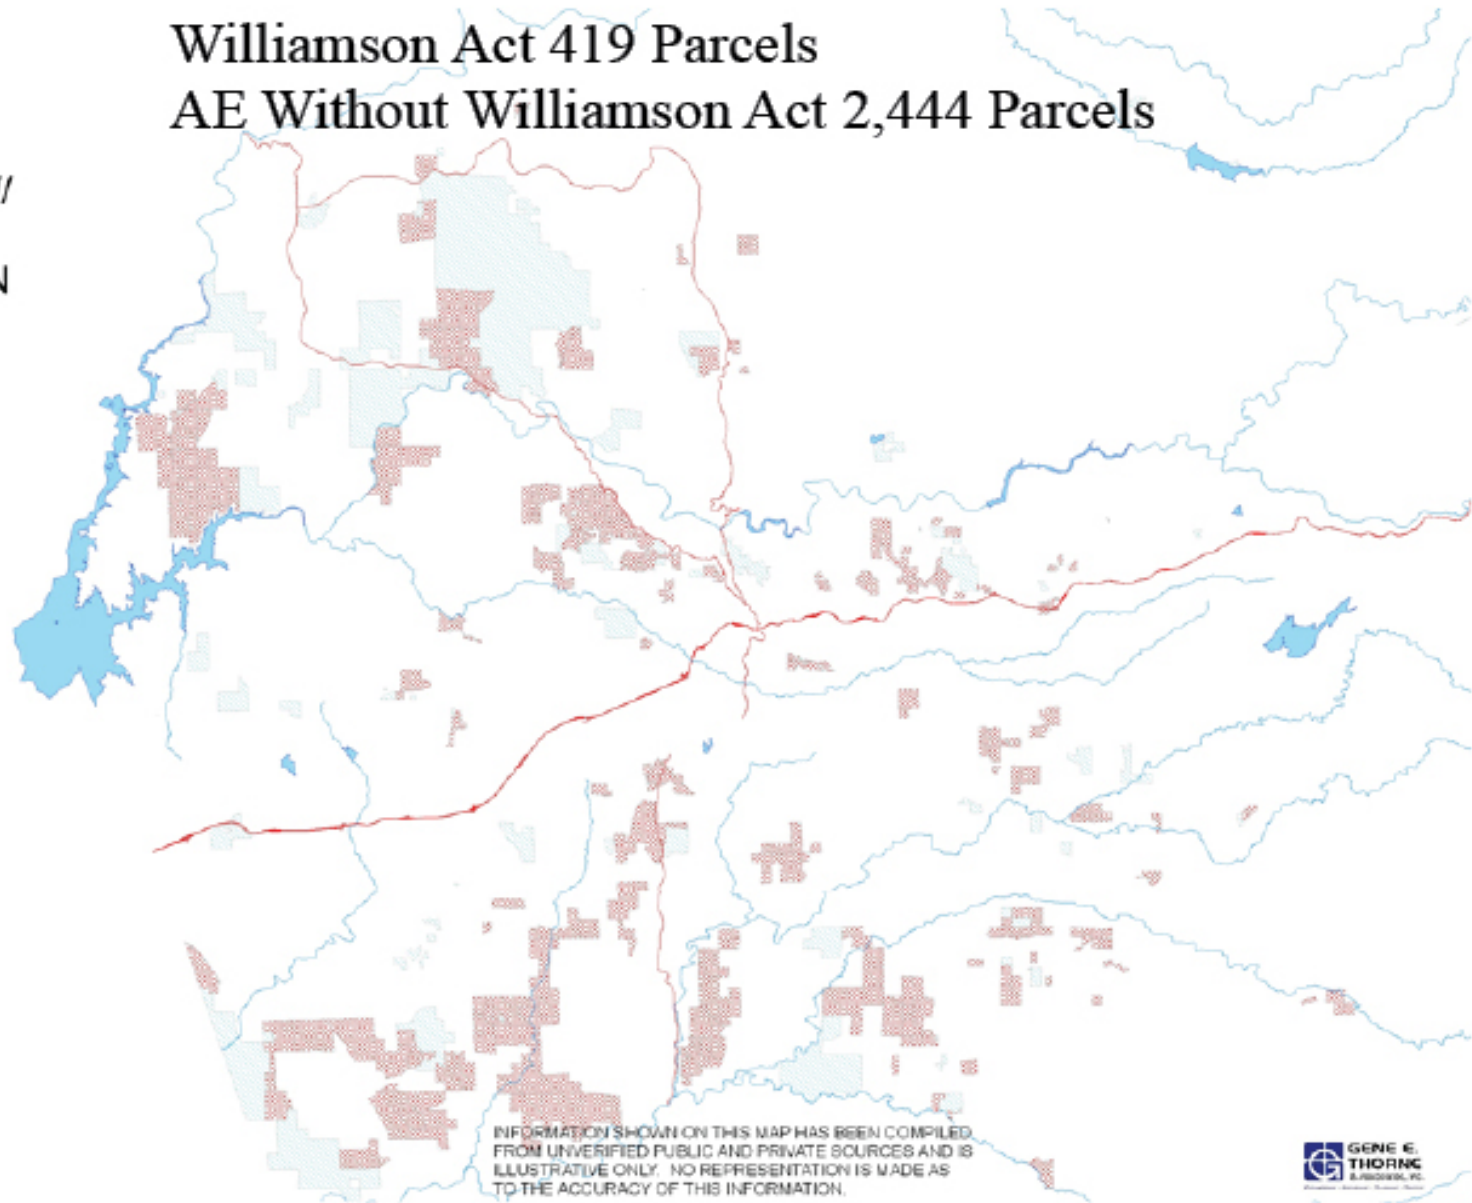 Williamson Act 419 Parcels
AE Without Williamson Act 2,444 Parcels
N
INFORMATION SHOWN ON THIS MAP HAS BEEN COMPILED
FROM UNVERIFIED PUBLIC AND PRIVATE SOURCES AND IS
ILLUSTRATIVE ONLY. NO REPRESENTATION IS MADE AS
TO THE ACCURACY OF THIS INFORMATION.
GENE E.
THORNE